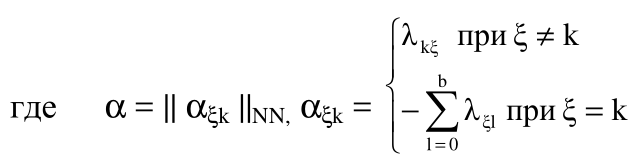 где α = || α_ξk ||_NN, α_ξk = { λ_kξ при ξ ≠ k
− ∑_{l=0}^{b} λ_ξl при ξ = k